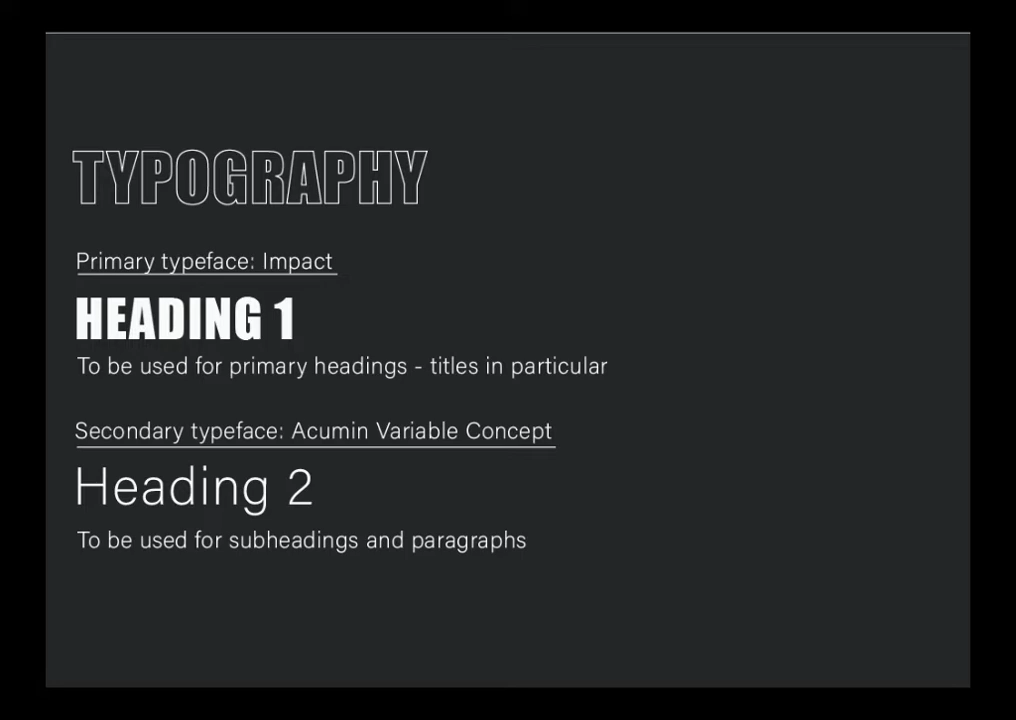 TYPOGRAPHY
Primary typeface: Impact
HEADING 1
To be used for primary headings - titles in particular
Secondary typeface: Acumin Variable Concept
Heading 2
To be used for subheadings and paragraphs